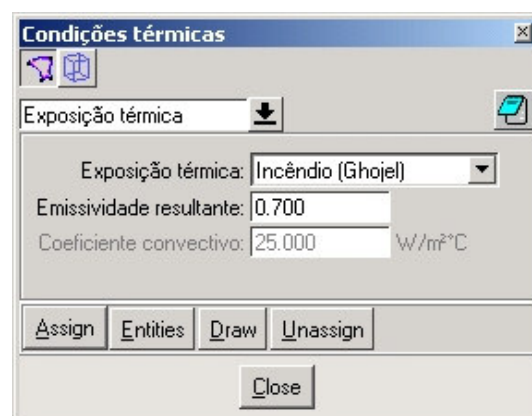 Condições térmicas
Exposição térmica
Exposição térmica: Incêndio (Ghojel)
Emissividade resultante: 0.700
Coeficiente convectivo: 25.000 W/m²°C
Assign Entities Draw Unassign
Close